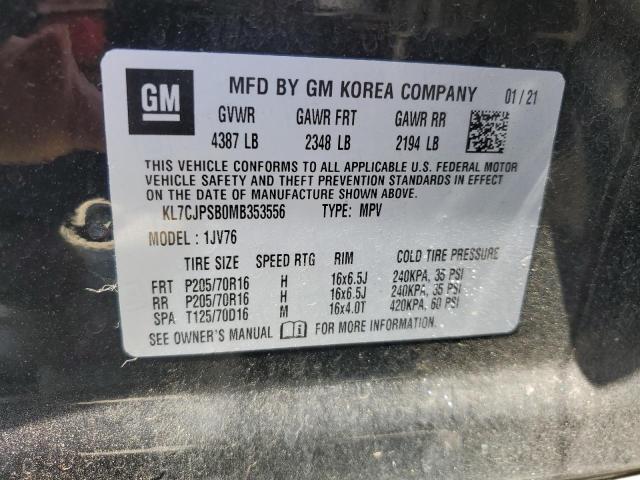 GM
MFD BY GM KOREA COMPANY 01 / 21
GVWR GAWR FRT GAWR RR
4387 LB 2348 LB 2194 LB
THIS VEHICLE CONFORMS TO ALL APPLICABLE U.S. FEDERAL MOTOR
VEHICLE SAFETY AND THEFT PREVENTION STANDARDS IN EFFECT
ON THE DATE OF MANUFACTURE SHOWN ABOVE.
KL7CJPSB0MB353556 TYPE: MPV
MODEL: 1JV76
TIRE SIZE SPEED RTG RIM COLD TIRE PRESSURE
FRT P205/70R16 H 16x6.5J 240KPA, 35 PSI
RR P205/70R16 H 16x6.5J 240KPA, 35 PSI
SPA T125/70D16 M 16x4.0T 420KPA, 60 PSI
SEE OWNER'S MANUAL i FOR MORE INFORMATION.